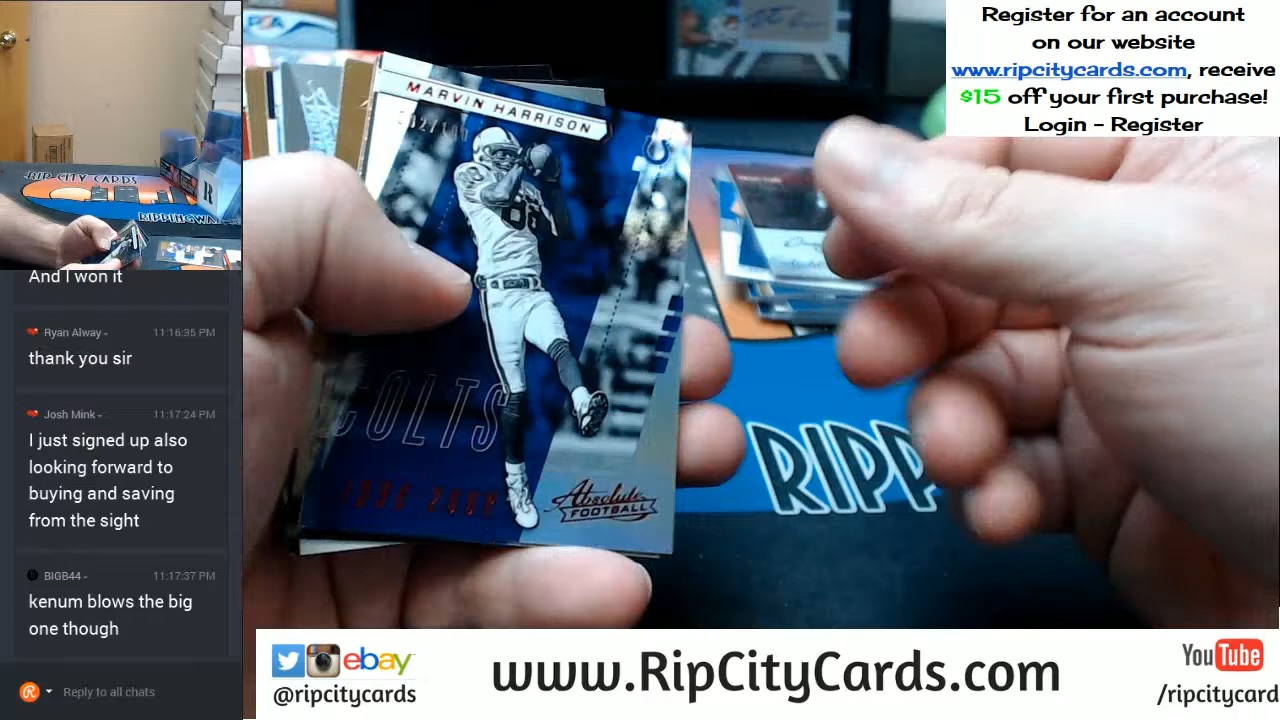 Register for an account
on our website
www.ripcitycards.com, receive
$15 off your first purchase!
Login - Register
MARVIN HARRISON
COLTS
Absolute
FOOTBALL
RIPP
RIP CITY CARDS
And I won it
Ryan Alway
11:16:35 PM
thank you sir
Josh Mink
11:17:24 PM
I just signed up also
looking forward to
buying and saving
from the sight
BIGB44
11:17:37 PM
kenum blows the big
one though
Reply to all chats
ebay
@ripcitycards
www.RipCityCards.com
YouTube
/ripcitycard